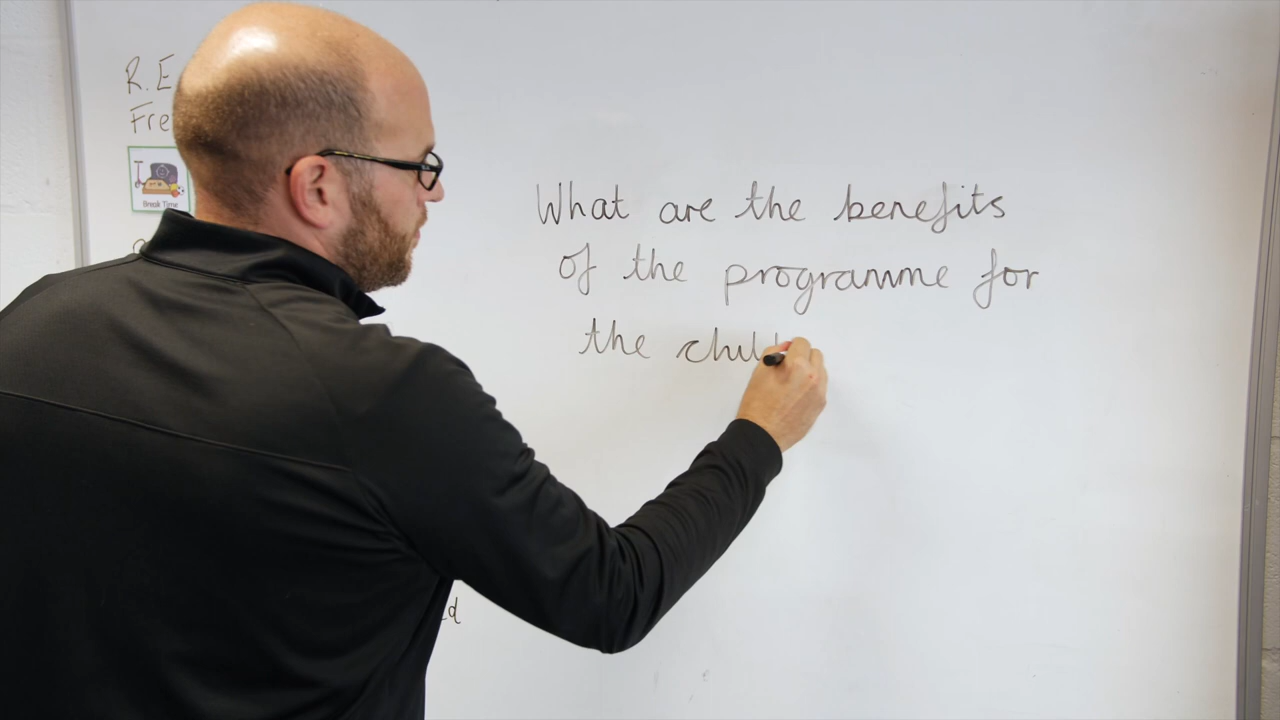 R.E
Fre
Break Time
What are the benefits
of the programme for
the child